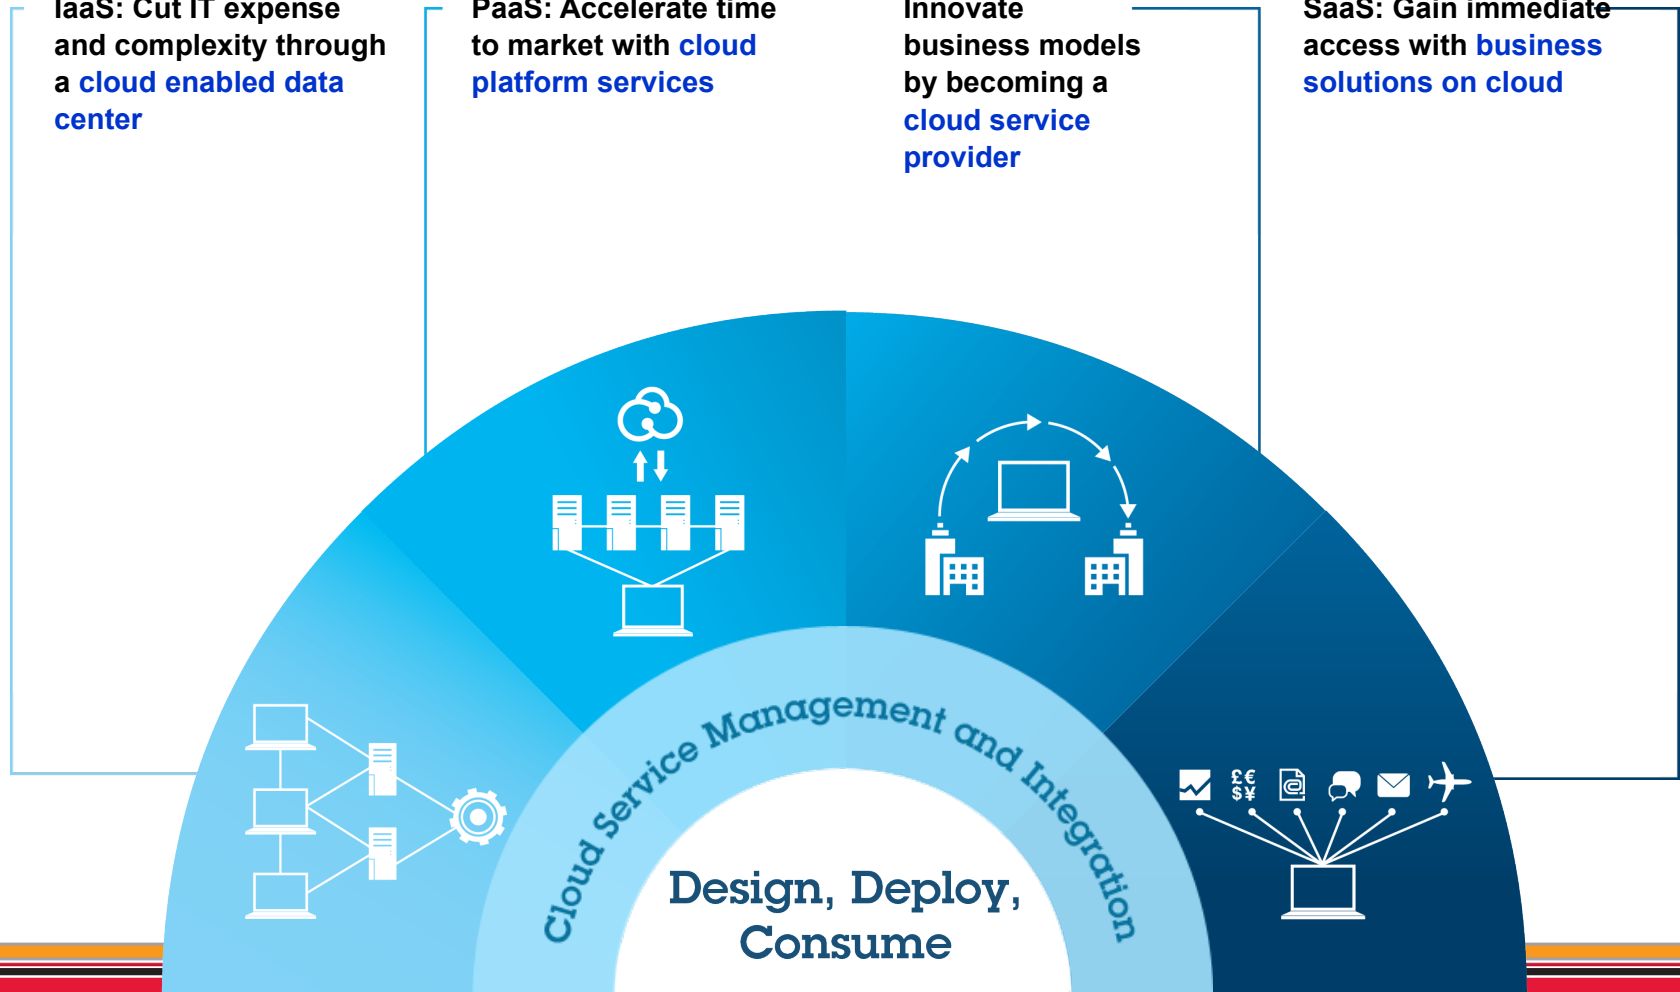 IaaS: Cut IT expense
and complexity through
a cloud enabled data
center
PaaS: Accelerate time
to market with cloud
platform services
Innovate
business models
by becoming a
cloud service
provider
SaaS: Gain immediate
access with business
solutions on cloud
£€
$¥
Cloud Service Management and Integration
Design, Deploy,
Consume